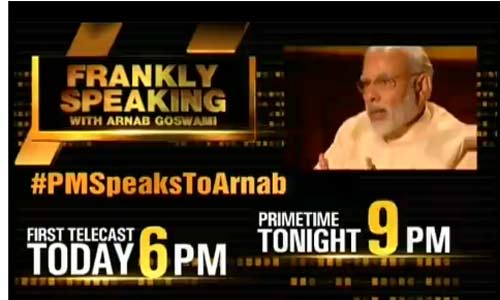 FRANKLY
SPEAKING
WITH ARNAB GOSWAMI
#PMSpeaksToArnab
FIRST TELECAST
TODAY 6 PM
PRIMETIME
TONIGHT 9 PM